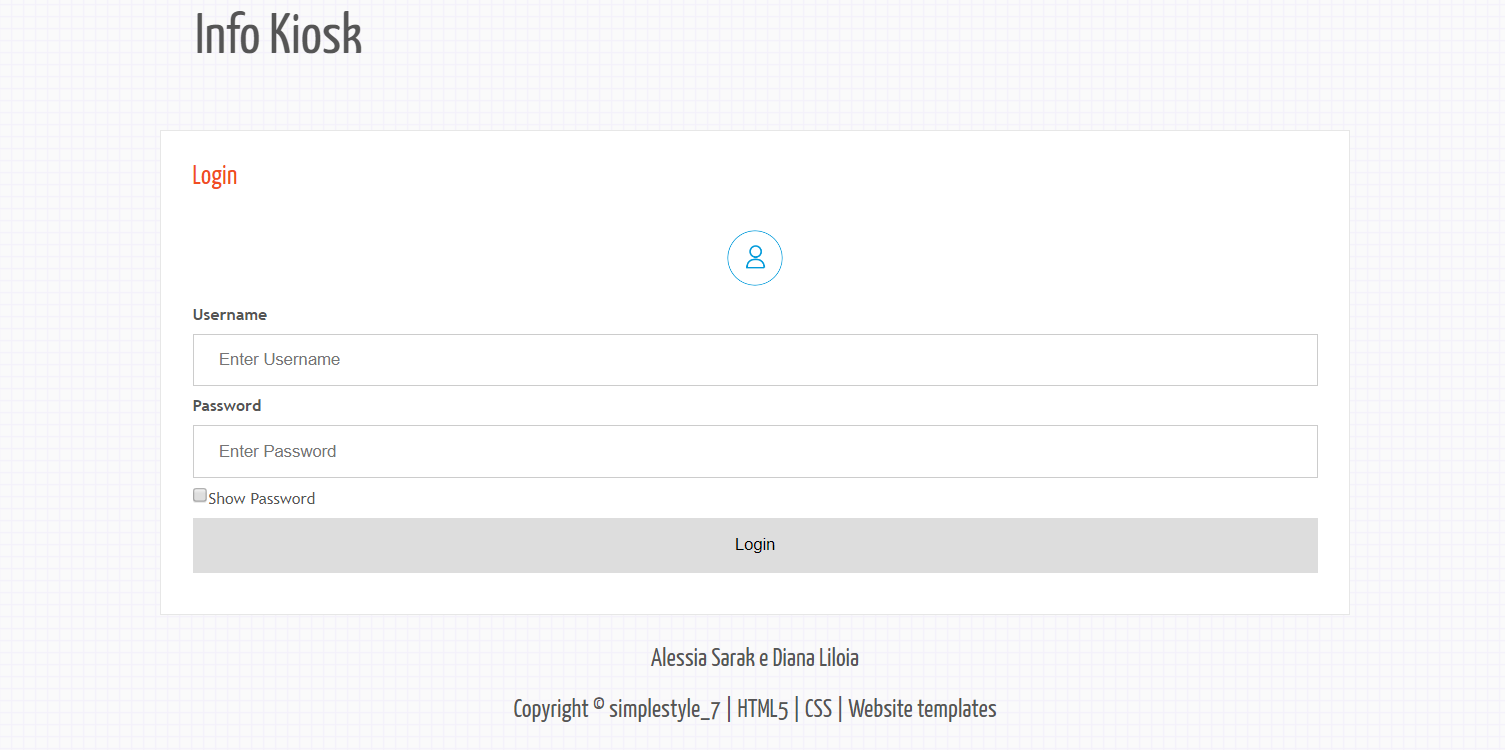 Info Kiosk
Login
Username
Enter Username
Password
Enter Password
Show Password
Login
Alessia Sarak e Diana Liloia
Copyright © simplestyle_7 | HTML5 | CSS | Website templates